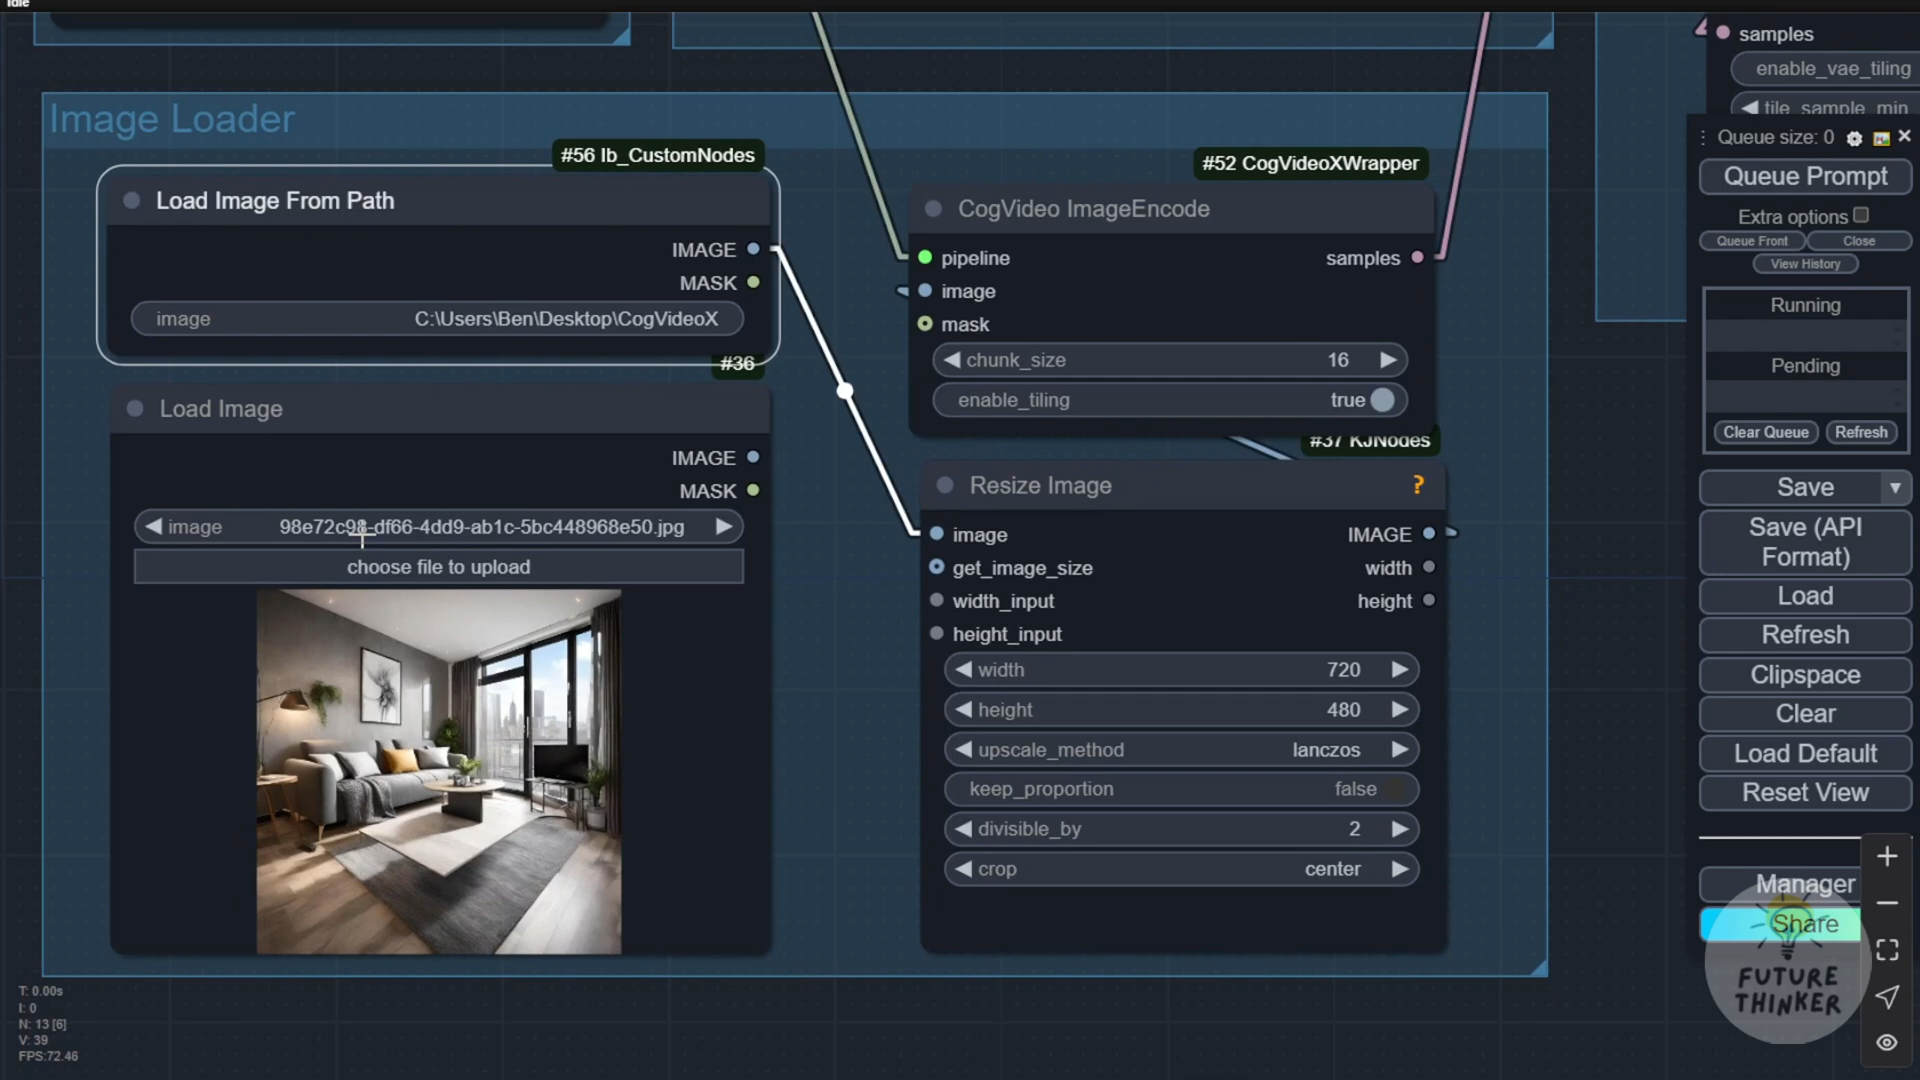 Idle
samples
enable_vae_tiling
tile_sample_min
Image Loader
#56 lb_CustomNodes
Load Image From Path
IMAGE
MASK
image C:\Users\Ben\Desktop\CogVideoX
#36
Load Image
IMAGE
MASK
image 98e72c98-df66-4dd9-ab1c-5bc448968e50.jpg
choose file to upload
#52 CogVideoXWrapper
CogVideo ImageEncode
pipeline samples
image
mask
chunk_size 16
enable_tiling true
#37 KJNodes
Resize Image ?
image IMAGE
get_image_size width
width_input height
height_input
width 720
height 480
upscale_method lanczos
keep_proportion false
divisible_by 2
crop center
Queue size: 0
Queue Prompt
Extra options
Queue Front Close
View History
Running
Pending
Clear Queue Refresh
Save
Save (API
Format)
Load
Refresh
Clipspace
Clear
Load Default
Reset View
Manager
Share
FUTURE
THINKER
T: 0.00s
I: 0
N: 13 [6]
V: 39
FPS:72.46